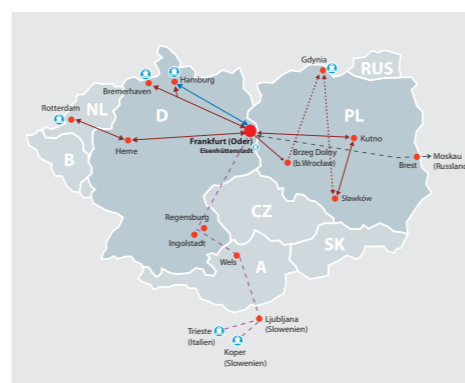 Gdynia
RUS
Hamburg
Bremerhaven
Rotterdam
NL
D
PL
Frankfurt (Oder)
Eisenhüttenstadt
Kutno
Herne
B
Brzeg Dolny
(b.Wrocław)
Moskau
(Russland
Brest
Sławków
Regensburg
CZ
Ingolstadt
SK
Wels
A
Ljubljana
(Slowenien)
Trieste
(Italien)
Koper
(Slowenien)